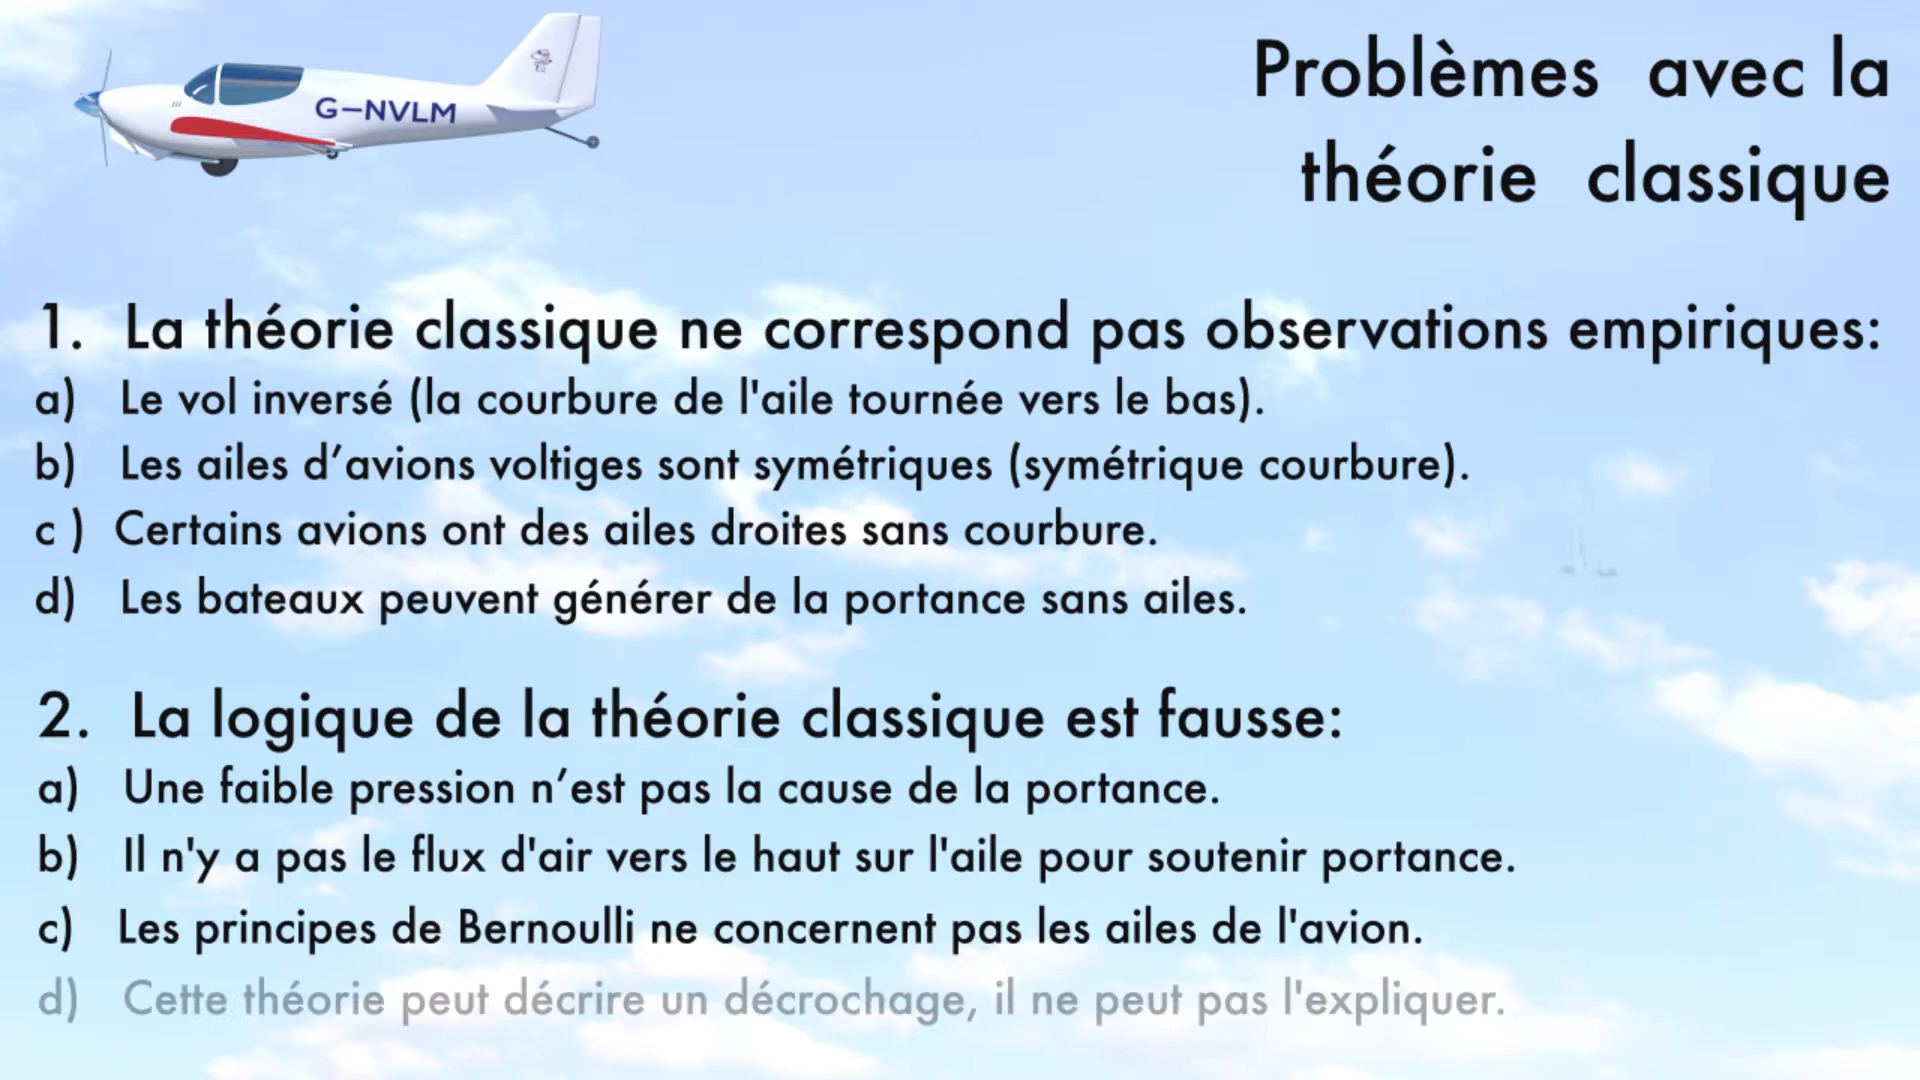 G-NVLM
Problèmes avec la
théorie classique
1. La théorie classique ne correspond pas observations empiriques:
a) Le vol inversé (la courbure de l'aile tournée vers le bas).
b) Les ailes d’avions voltiges sont symétriques (symétrique courbure).
c ) Certains avions ont des ailes droites sans courbure.
d) Les bateaux peuvent générer de la portance sans ailes.
2. La logique de la théorie classique est fausse:
a) Une faible pression n’est pas la cause de la portance.
b) Il n'y a pas le flux d'air vers le haut sur l'aile pour soutenir portance.
c) Les principes de Bernoulli ne concernent pas les ailes de l'avion.
d) Cette théorie peut décrire un décrochage, il ne peut pas l'expliquer.